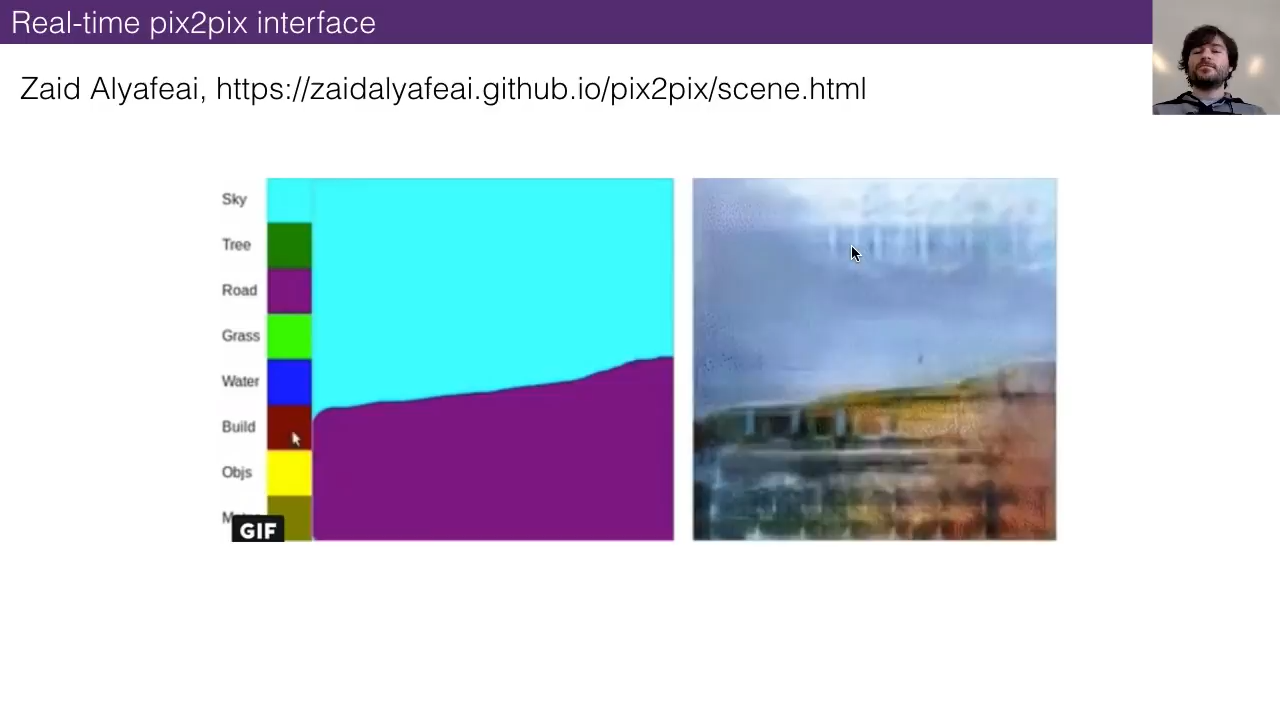 Real-time pix2pix interface
Zaid Alyafeai, https://zaidalyafeai.github.io/pix2pix/scene.html
Sky
Tree
Road
Grass
Water
Build
Objs
GIF